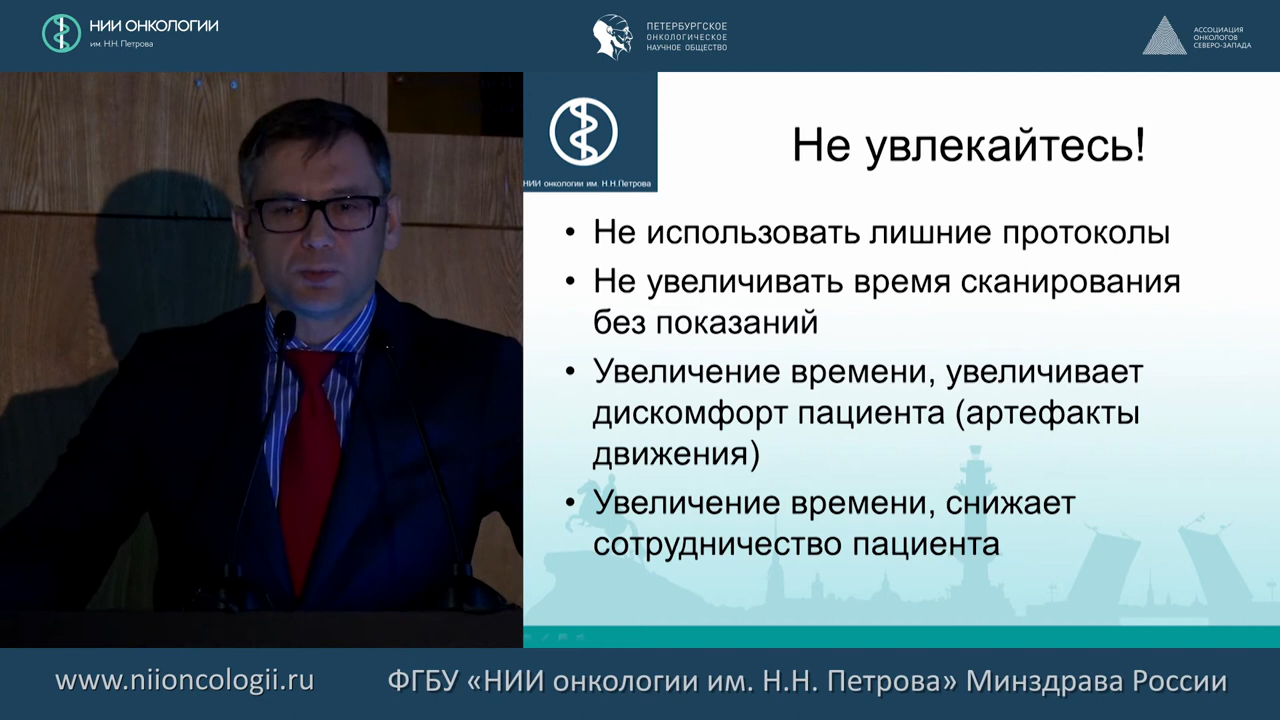 НИИ ОНКОЛОГИИ
им. Н.Н. Петрова
ПЕТЕРБУРГСКОЕ
ОНКОЛОГИЧЕСКОЕ
НАУЧНОЕ ОБЩЕСТВО
АССОЦИАЦИЯ
ОНКОЛОГОВ
СЕВЕРО-ЗАПАДА
НИИ онкологии им. Н.Н.Петрова
Не увлекайтесь!
• Не использовать лишние протоколы
• Не увеличивать время сканирования
без показаний
• Увеличение времени, увеличивает
дискомфорт пациента (артефакты
движения)
• Увеличение времени, снижает
сотрудничество пациента
www.niioncologii.ru
ФГБУ «НИИ онкологии им. Н.Н. Петрова» Минздрава России